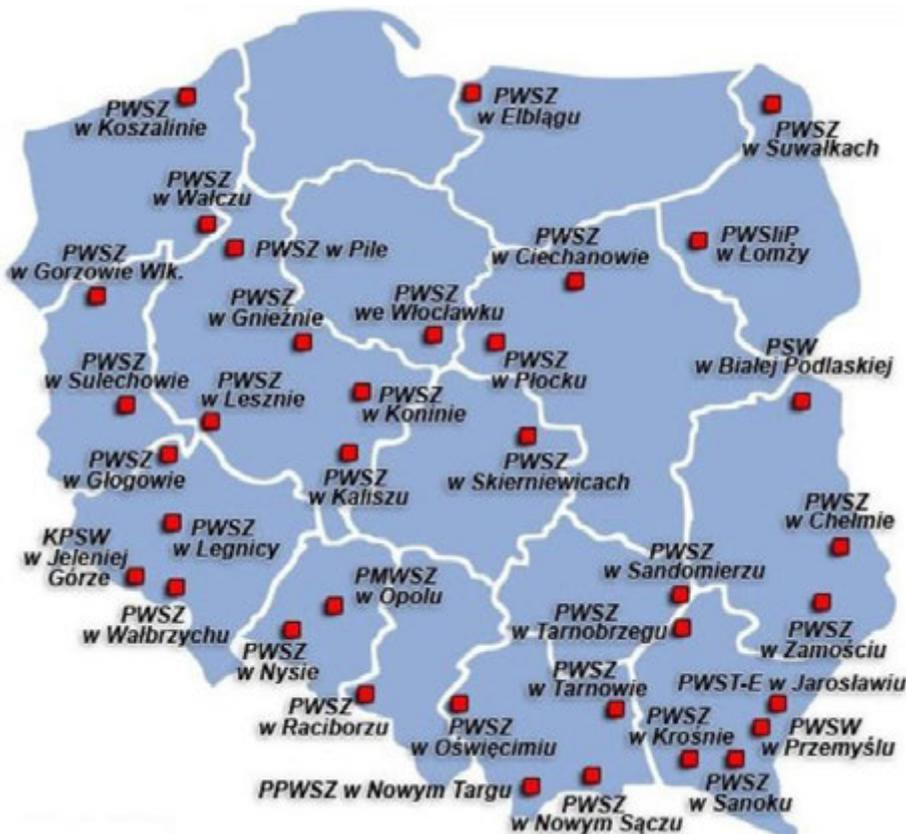 PWSZ
w Koszalinie
PWSZ
w Elblągu
PWSZ
w Suwałkach
PWSZ
w Wałczu
PWSZ w Pile
PWSZ
w Ciechanowie
PWSIiP
w Łomży
PWSZ
w Gorzowie Wlk.
PWSZ
w Gnieźnie
PWSZ
we Włocławku
PWSZ
w Płocku
PSW
w Białej Podlaskiej
PWSZ
w Sulechowie
PWSZ
w Lesznie
PWSZ
w Koninie
PWSZ
w Głogowie
PWSZ
w Kaliszu
PWSZ
w Skierniewicach
PWSZ
w Chełmie
PWSZ
w Legnicy
KPSW
w Jeleniej
Górze
PWSZ
w Wałbrzychu
PMWSZ
w Opolu
PWSZ
w Sandomierzu
PWSZ
w Tarnobrzegu
PWSZ
w Zamościu
PWSZ
w Nysie
PWSZ
w Raciborzu
PWSZ
w Tarnowie
PWST-E w Jarosławiu
PWSZ
w Oświęcimiu
PWSZ
w Krośnie
PWSW
w Przemyślu
PPWSZ w Nowym Targu
PWSZ
w Nowym Sączu
PWSZ
w Sanoku